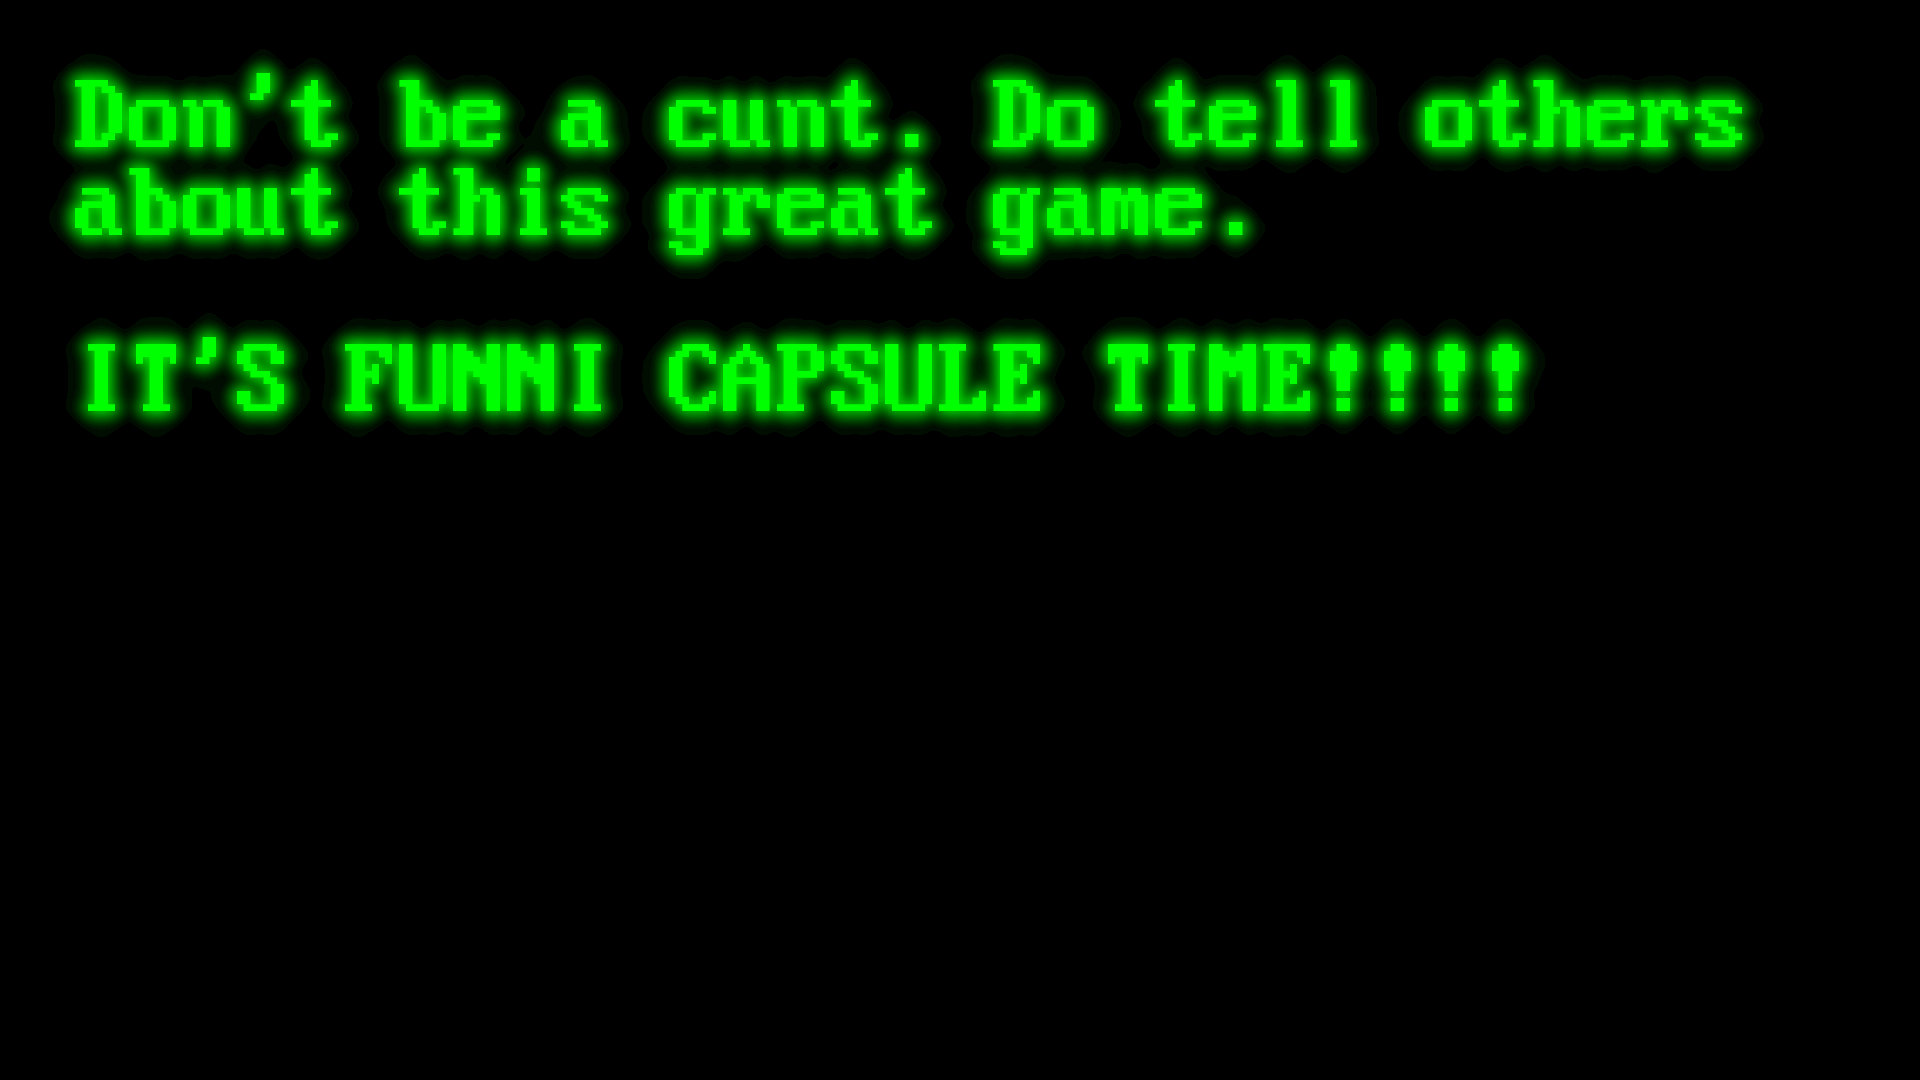 Don't be a cunt. Do tell others
about this great game.
IT'S FUNNI CAPSULE TIME!!!!